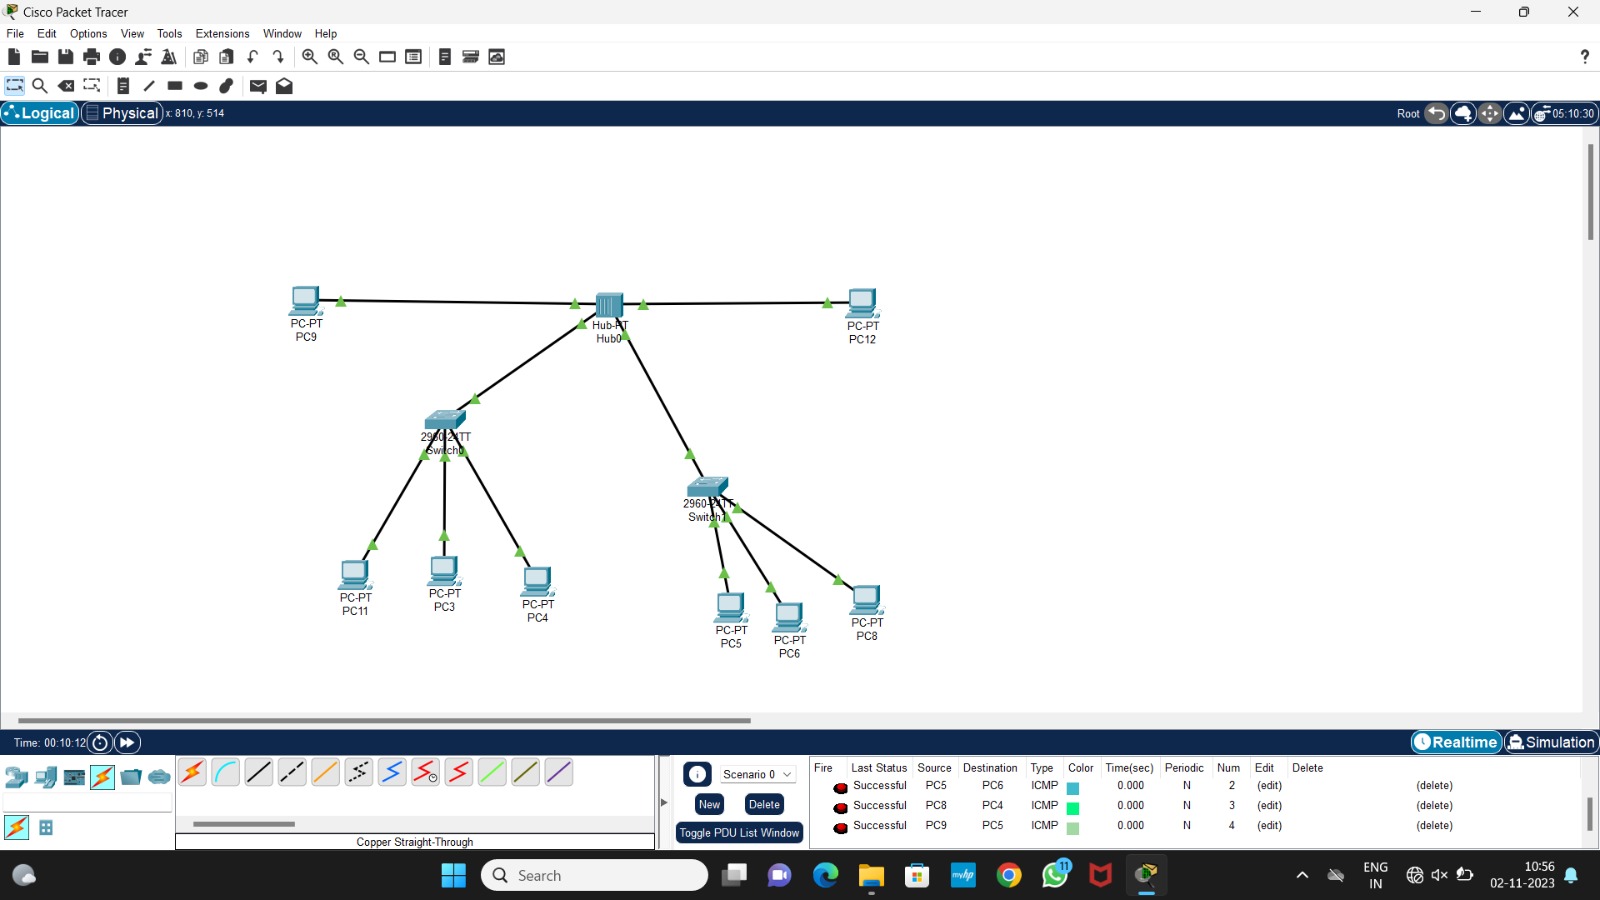 Cisco Packet Tracer
File Edit Options View Tools Extensions Window Help
?
Logical Physical x: 810, y: 514 Root 05:10:30
PC-PT
PC9
Hub-PT
Hub0
PC-PT
PC12
2960-24TT
Switch0
2960-24TT
Switch1
PC-PT
PC11
PC-PT
PC3
PC-PT
PC4
PC-PT
PC5
PC-PT
PC6
PC-PT
PC8
Time: 00:10:12 Realtime Simulation
Scenario 0
New Delete
Toggle PDU List Window
Copper Straight-Through
Fire Last Status Source Destination Type Color Time(sec) Periodic Num Edit Delete
Successful PC5 PC6 ICMP 0.000 N 2 (edit) (delete)
Successful PC8 PC4 ICMP 0.000 N 3 (edit) (delete)
Successful PC9 PC5 ICMP 0.000 N 4 (edit) (delete)
Search
myhp
11
ENG
IN
10:56
02-11-2023